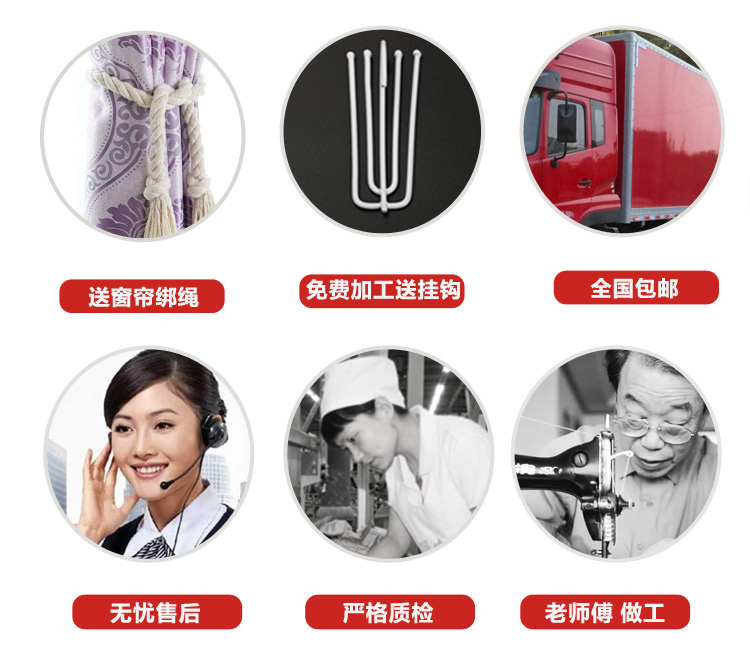 送窗帘绑绳
免费加工送挂钩
全国包邮
无忧售后
严格质检
老师傅 做工